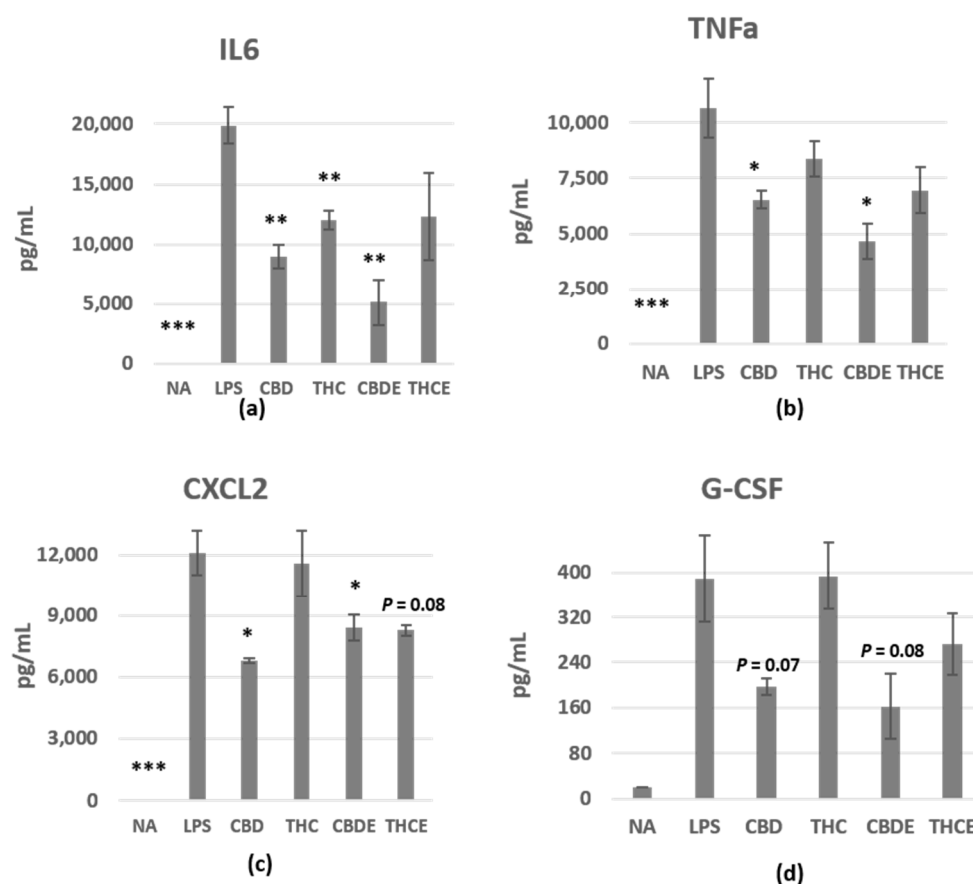 IL6
pg/mL
20,000
15,000
10,000
5,000
0
***
**
**
**
NA LPS CBD THC CBDE THCE
(a)
TNFa
pg/mL
10,000
7,500
5,000
2,500
0
***
*
*
NA LPS CBD THC CBDE THCE
(b)
CXCL2
pg/mL
12,000
9,000
6,000
3,000
0
***
*
*
P = 0.08
NA LPS CBD THC CBDE THCE
(c)
G-CSF
pg/mL
400
320
240
160
80
0
P = 0.07
P = 0.08
NA LPS CBD THC CBDE THCE
(d)